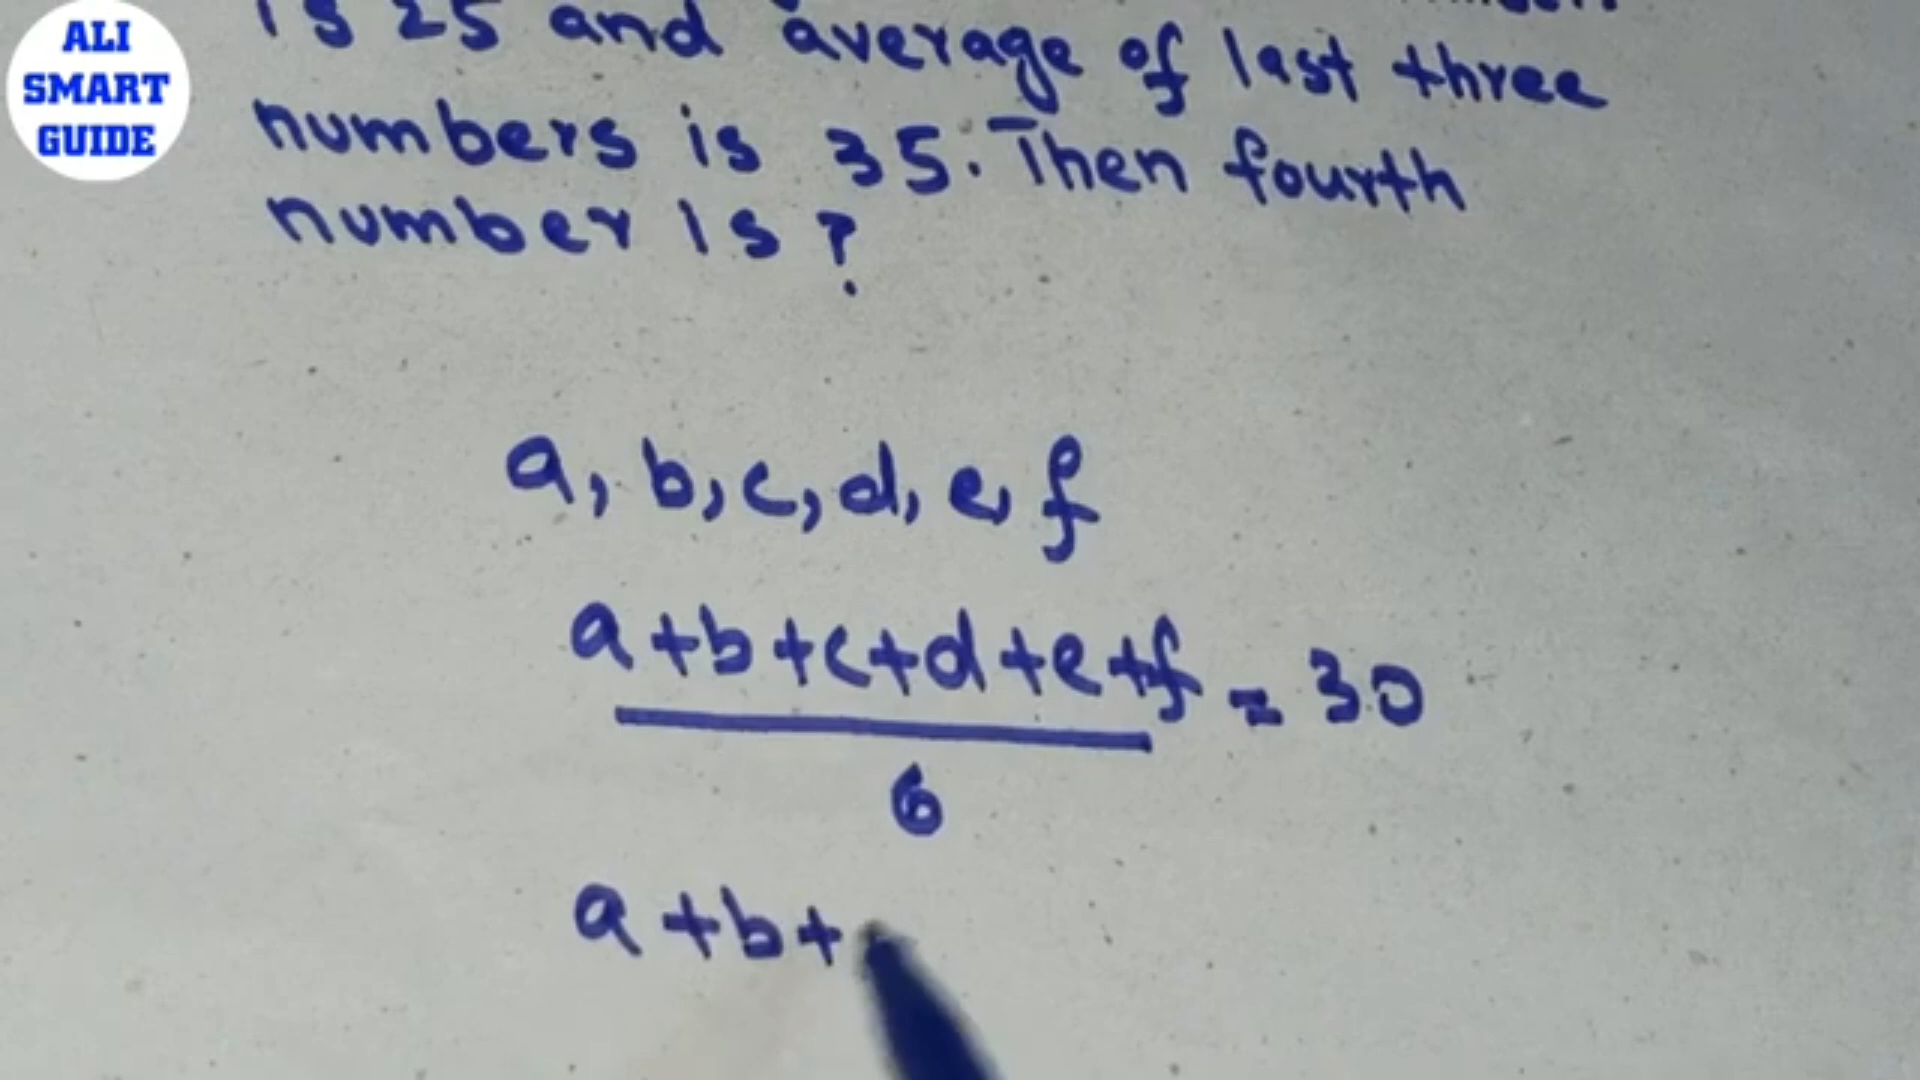 ALI
SMART
GUIDE
is 25 and average of last three
numbers is 35. Then fourth
number is ?
a, b, c, d, e, f
a+b+c+d+e+f = 30
6
a+b+